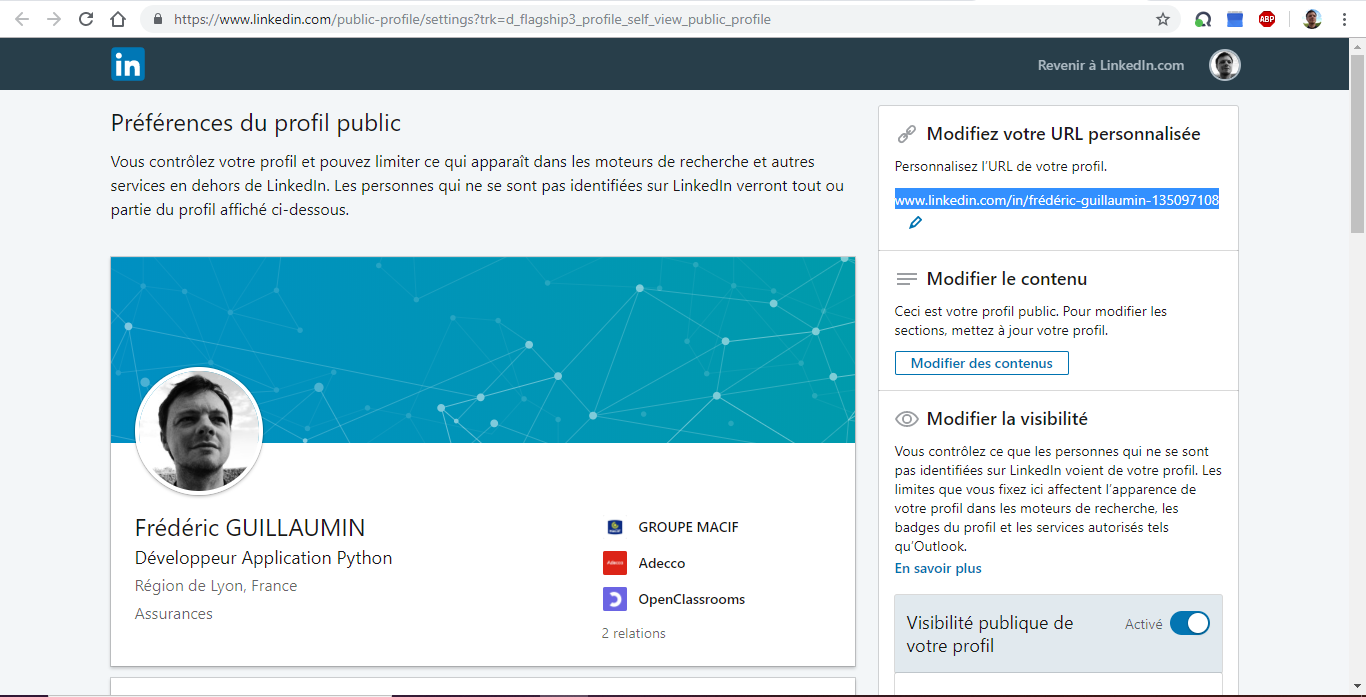 https://www.linkedin.com/public-profile/settings?trk=d_flagship3_profile_self_view_public_profile
ABP
in
Revenir à LinkedIn.com
Préférences du profil public
Vous contrôlez votre profil et pouvez limiter ce qui apparaît dans les moteurs de recherche et autres
services en dehors de LinkedIn. Les personnes qui ne se sont pas identifiées sur LinkedIn verront tout ou
partie du profil affiché ci-dessous.
Frédéric GUILLAUMIN
Développeur Application Python
Région de Lyon, France
Assurances
GROUPE MACIF
Adecco
Adecco
OpenClassrooms
2 relations
Modifiez votre URL personnalisée
Personnalisez l'URL de votre profil.
www.linkedin.com/in/frédéric-guillaumin-135097108
Modifier le contenu
Ceci est votre profil public. Pour modifier les
sections, mettez à jour votre profil.
Modifier des contenus
Modifier la visibilité
Vous contrôlez ce que les personnes qui ne se sont
pas identifiées sur LinkedIn voient de votre profil. Les
limites que vous fixez ici affectent l'apparence de
votre profil dans les moteurs de recherche, les
badges du profil et les services autorisés tels
qu'Outlook.
En savoir plus
Visibilité publique de
votre profil
Activé